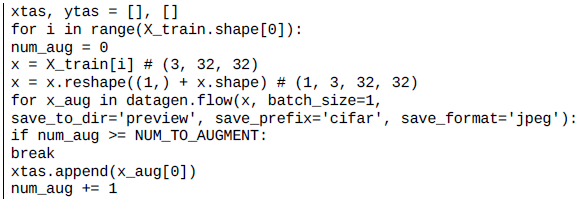 xtas, ytas = [], []
for i in range(X_train.shape[0]):
num_aug = 0
x = X_train[i] # (3, 32, 32)
x = x.reshape((1,) + x.shape) # (1, 3, 32, 32)
for x_aug in datagen.flow(x, batch_size=1,
save_to_dir='preview', save_prefix='cifar', save_format='jpeg'):
if num_aug >= NUM_TO_AUGMENT:
break
xtas.append(x_aug[0])
num_aug += 1